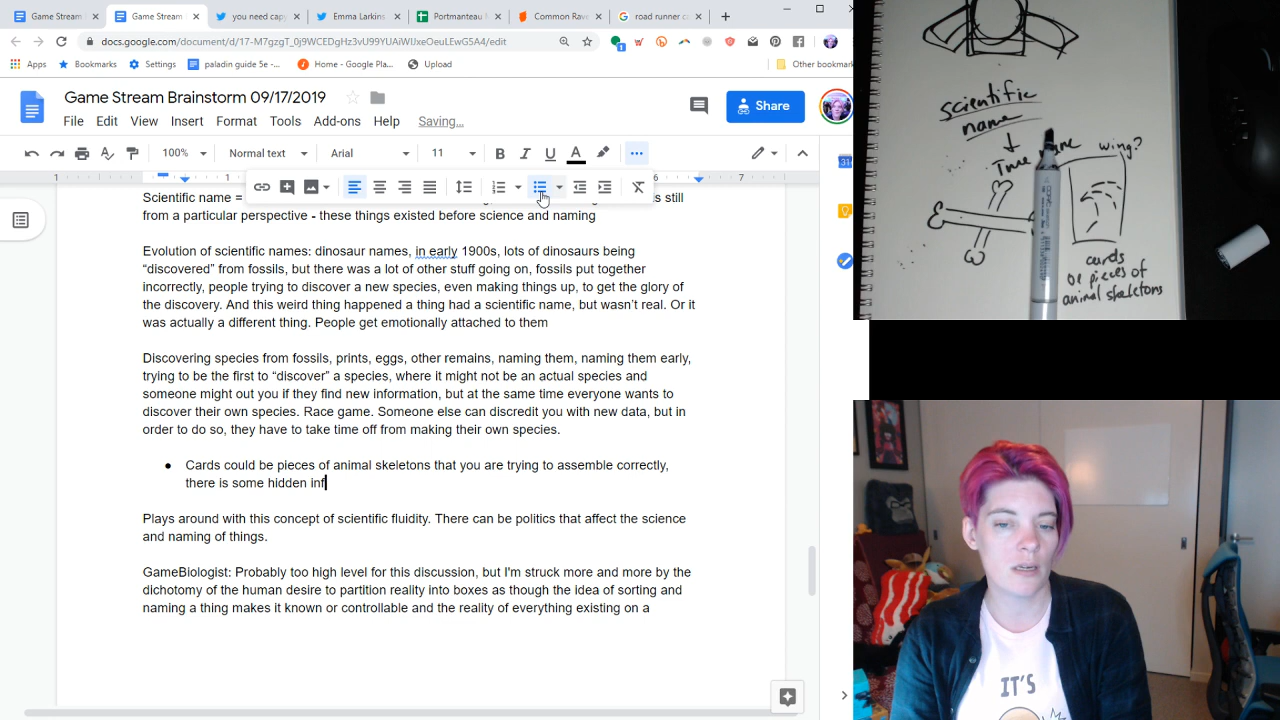 Game Stream
Game Stream
you need cap
Emma Larkins
Portmanteau
Common Rav
road runner c
docs.google.com/document/d/17-M7gzgT_0j9WCEDgHz3vU99YUAiWIJxeOeuLEwG5A4/edit
Apps
Bookmarks
Settings
paladin guide 5e -...
Home - Google Pla...
Upload
Other bookmar
Game Stream Brainstorm 09/17/2019
Share
File Edit View Insert Format Tools Add-ons Help Saving...
100% Normal text Arial 11 B I U A
1 7
Scientific name = still
from a particular perspective - these things existed before science and naming
Evolution of scientific names: dinosaur names, in early 1900s, lots of dinosaurs being
“discovered” from fossils, but there was a lot of other stuff going on, fossils put together
incorrectly, people trying to discover a new species, even making things up, to get the glory of
the discovery. And this weird thing happened a thing had a scientific name, but wasn’t real. Or it
was actually a different thing. People get emotionally attached to them
Discovering species from fossils, prints, eggs, other remains, naming them, naming them early,
trying to be the first to “discover” a species, where it might not be an actual species and
someone might out you if they find new information, but at the same time everyone wants to
discover their own species. Race game. Someone else can discredit you with new data, but in
order to do so, they have to take time off from making their own species.
● Cards could be pieces of animal skeletons that you are trying to assemble correctly,
there is some hidden inf
Plays around with this concept of scientific fluidity. There can be politics that affect the science
and naming of things.
GameBiologist: Probably too high level for this discussion, but I'm struck more and more by the
dichotomy of the human desire to partition reality into boxes as though the idea of sorting and
naming a thing makes it known or controllable and the reality of everything existing on a
scientific
name
wing?
cards
or pieces of
animal skeletons
IT'S